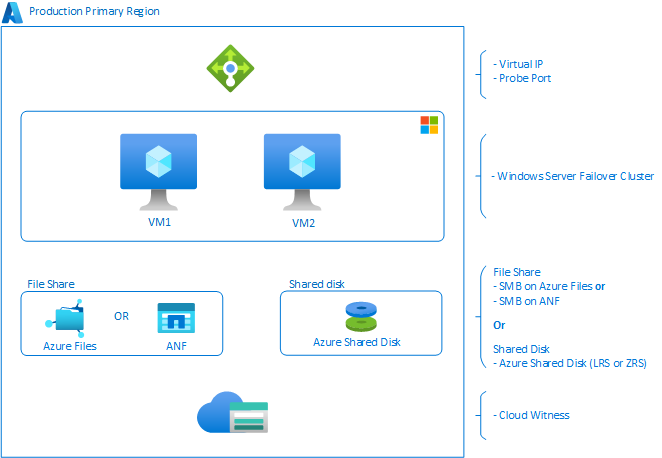 Production Primary Region
- Virtual IP
- Probe Port
VM1
VM2
- Windows Server Failover Cluster
File Share
OR
Azure Files
ANF
Shared disk
Azure Shared Disk
File Share
- SMB on Azure Files or
- SMB on ANF
Or
Shared Disk
- Azure Shared Disk (LRS or ZRS)
- Cloud Witness